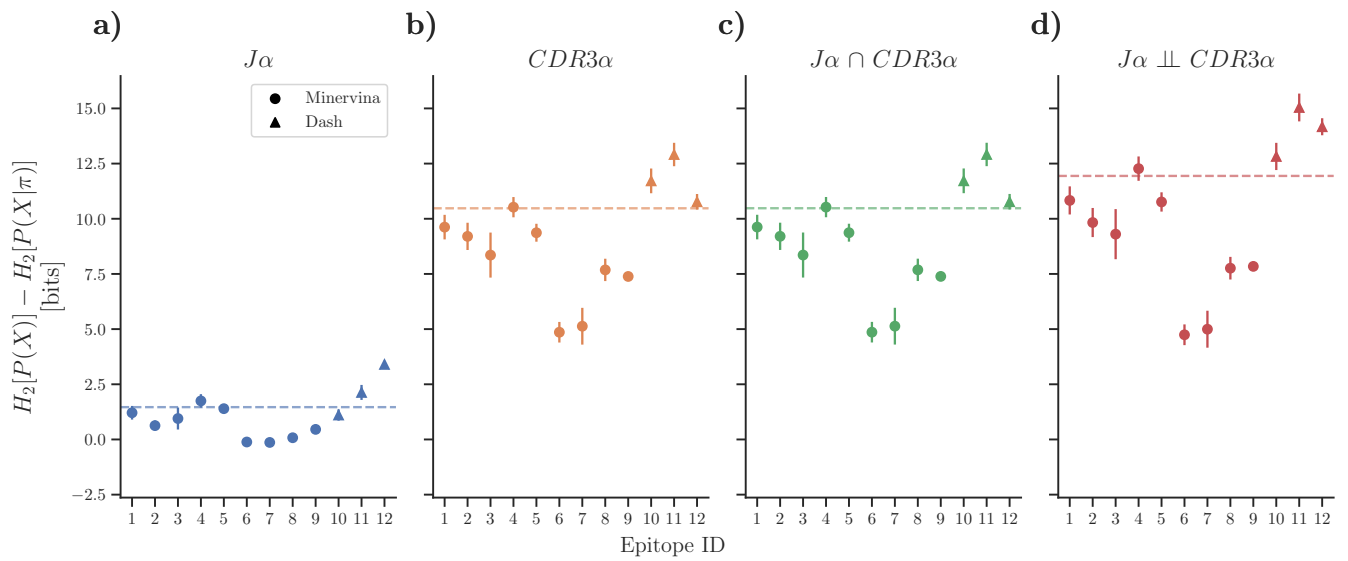 a) b) c) d)
Jα CDR3α Jα ∩ CDR3α Jα ⫫ CDR3α
Minervina
Dash
15.0
12.5
10.0
7.5
5.0
2.5
0.0
−2.5
H₂[P(X)] − H₂[P(X|π)]
[bits]
1 2 3 4 5 6 7 8 9 10 11 12 1 2 3 4 5 6 7 8 9 10 11 12 1 2 3 4 5 6 7 8 9 10 11 12 1 2 3 4 5 6 7 8 9 10 11 12
Epitope ID